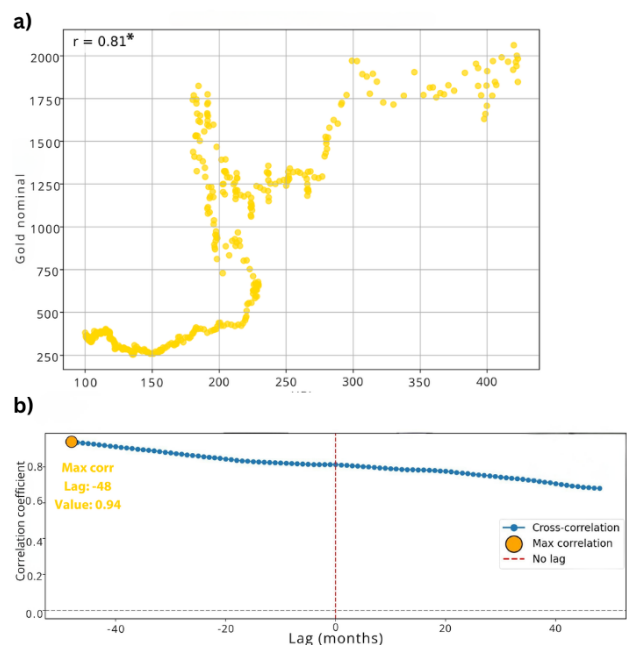 a)
r = 0.81*
2000
1750
1500
1250
1000
750
500
250
Gold nominal
100 150 200 250 300 350 400
b)
0.8
0.6
0.4
0.2
0.0
Correlation coefficient
Max corr
Lag: -48
Value: 0.94
Cross-correlation
Max correlation
No lag
-40 -20 0 20 40
Lag (months)